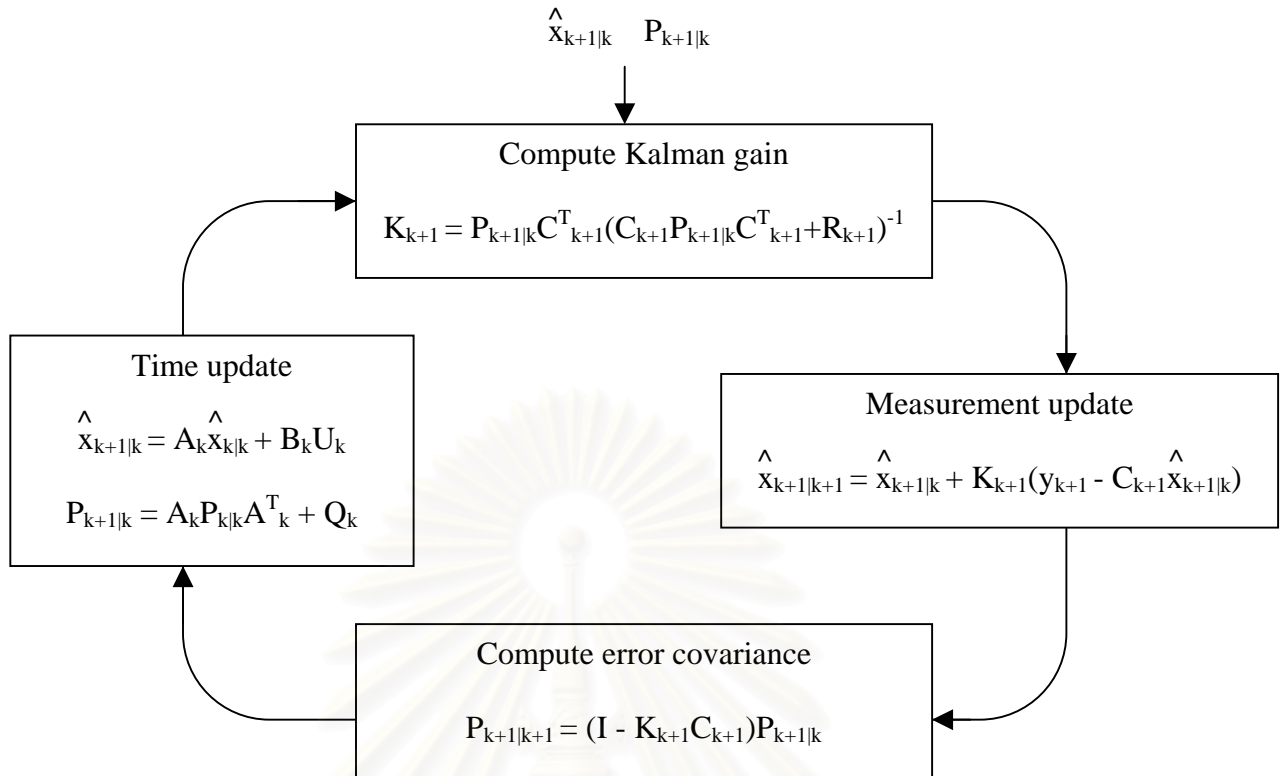 x̂ₖ₊₁|ₖ Pₖ₊₁|ₖ
Compute Kalman gain
Kₖ₊₁ = Pₖ₊₁|ₖCᵀₖ₊₁(Cₖ₊₁Pₖ₊₁|ₖCᵀₖ₊₁+Rₖ₊₁)⁻¹
Time update
x̂ₖ₊₁|ₖ = Aₖx̂ₖ|ₖ + BₖUₖ
Pₖ₊₁|ₖ = AₖPₖ|ₖAᵀₖ + Qₖ
Measurement update
x̂ₖ₊₁|ₖ₊₁ = x̂ₖ₊₁|ₖ + Kₖ₊₁(yₖ₊₁ - Cₖ₊₁x̂ₖ₊₁|ₖ)
Compute error covariance
Pₖ₊₁|ₖ₊₁ = (I - Kₖ₊₁Cₖ₊₁)Pₖ₊₁|ₖ